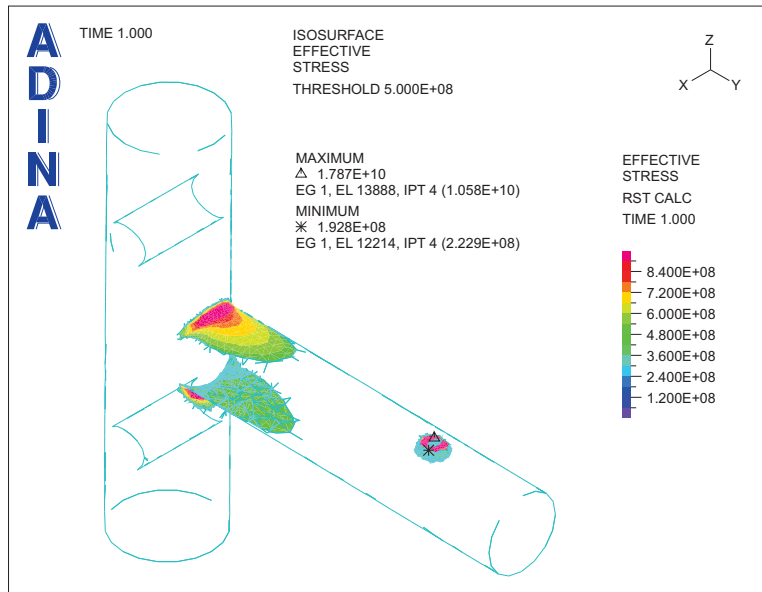 ADINA
TIME 1.000
ISOSURFACE
EFFECTIVE
STRESS
THRESHOLD 5.000E+08
Z
X
Y
MAXIMUM
△ 1.787E+10
EG 1, EL 13888, IPT 4 (1.058E+10)
MINIMUM
✳ 1.928E+08
EG 1, EL 12214, IPT 4 (2.229E+08)
EFFECTIVE
STRESS
RST CALC
TIME 1.000
8.400E+08
7.200E+08
6.000E+08
4.800E+08
3.600E+08
2.400E+08
1.200E+08